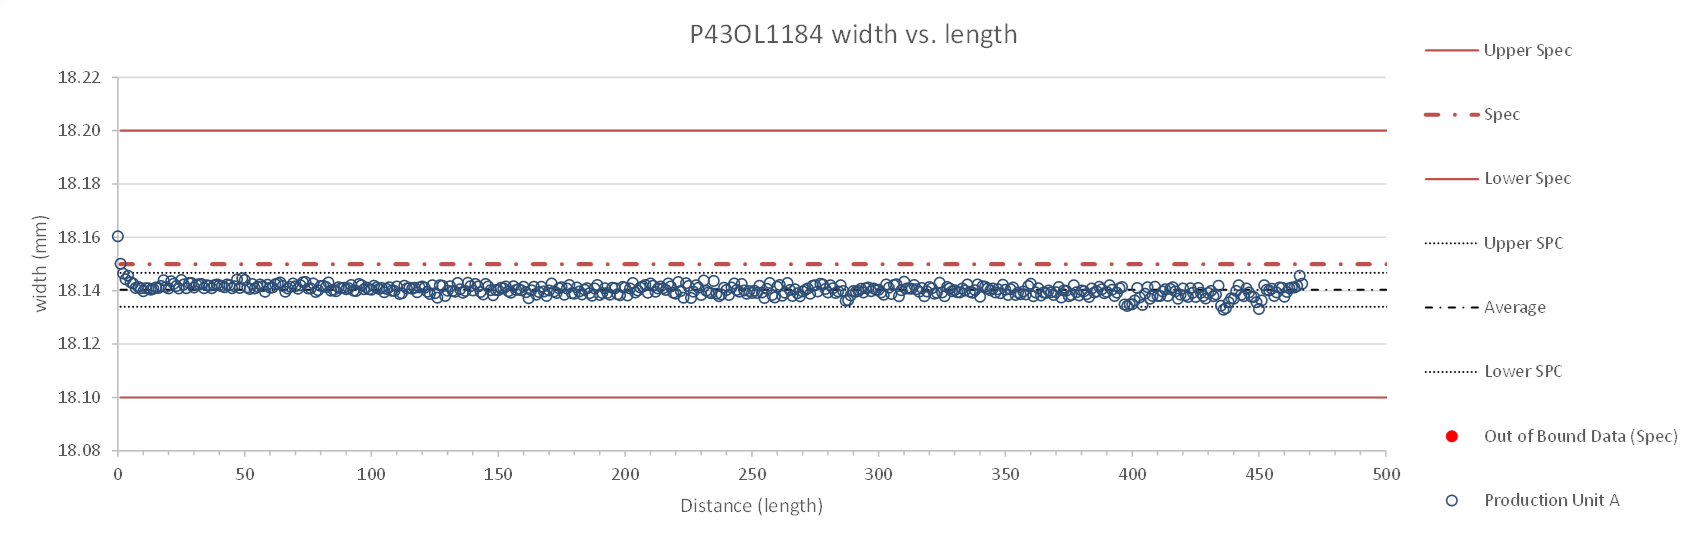 P43OL1184 width vs. length
18.22
18.20
18.18
18.16
18.14
18.12
18.10
18.08
width (mm)
0 50 100 150 200 250 300 350 400 450 500
Distance (length)
Upper Spec
Spec
Lower Spec
Upper SPC
Average
Lower SPC
Out of Bound Data (Spec)
Production Unit A